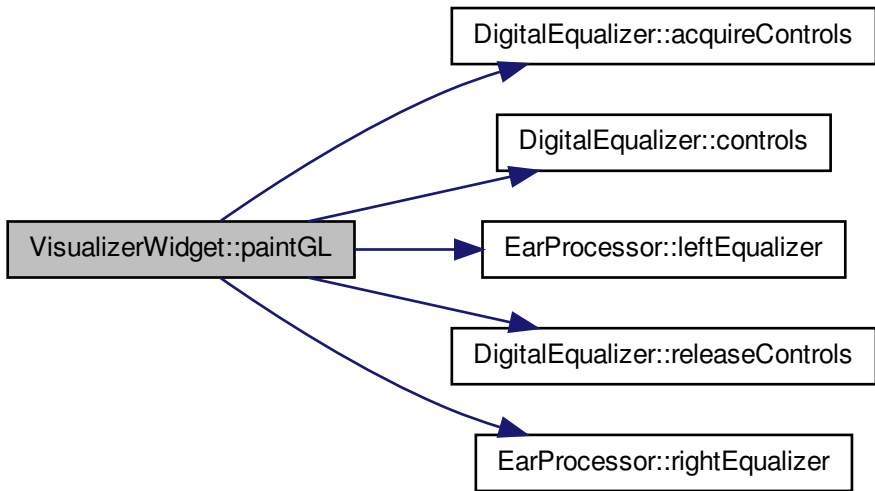 DigitalEqualizer::acquireControls
DigitalEqualizer::controls
VisualizerWidget::paintGL
EarProcessor::leftEqualizer
DigitalEqualizer::releaseControls
EarProcessor::rightEqualizer